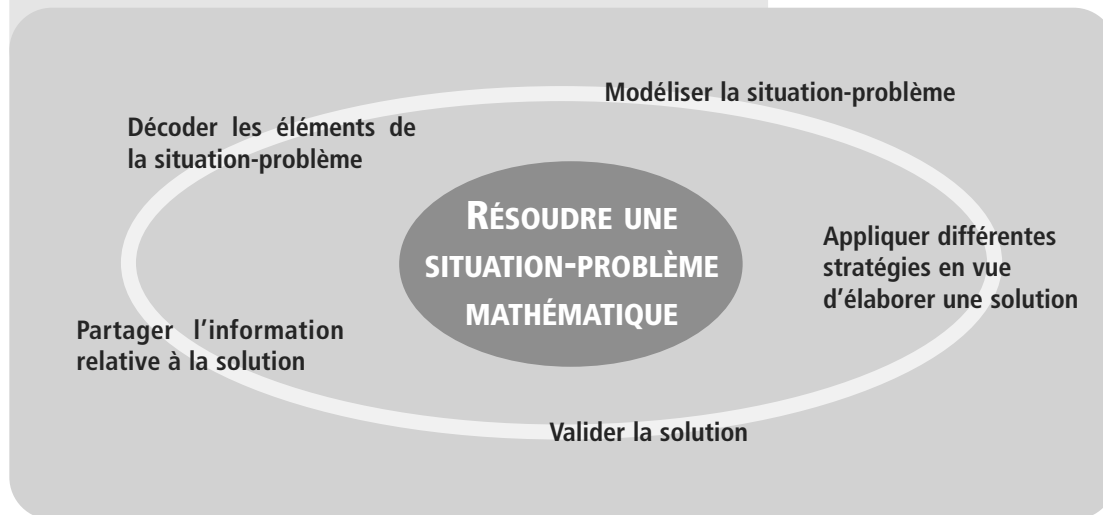 Modéliser la situation-problème
Décoder les éléments de
la situation-problème
RÉSOUDRE UNE
SITUATION-PROBLÈME
MATHÉMATIQUE
Appliquer différentes
stratégies en vue
d'élaborer une solution
Partager l'information
relative à la solution
Valider la solution